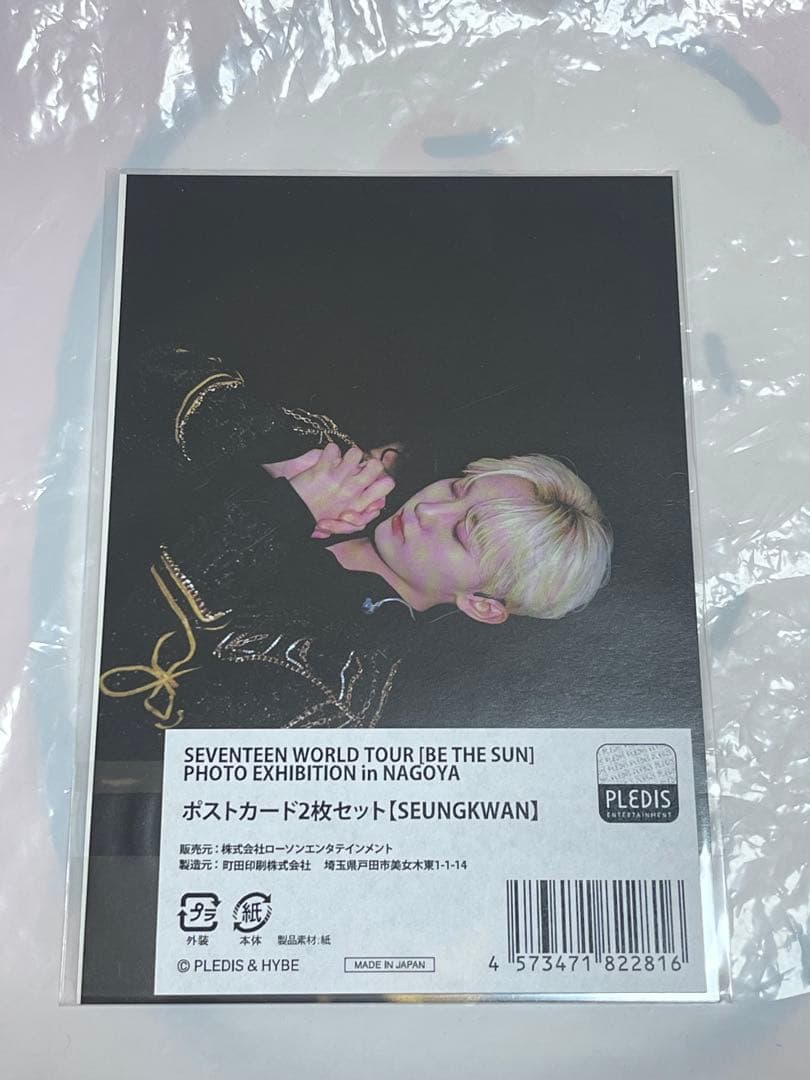 SEVENTEEN WORLD TOUR [BE THE SUN]
PHOTO EXHIBITION in NAGOYA
PLEDIS
ENTERTAINMENT
ポストカード2枚セット【SEUNGKWAN】
販売元：株式会社ローソンエンタテインメント
製造元：町田印刷株式会社　埼玉県戸田市美女木東1-1-14
プラ
外装
紙
本体
製品素材:紙
© PLEDIS & HYBE
MADE IN JAPAN
4 573471 822816